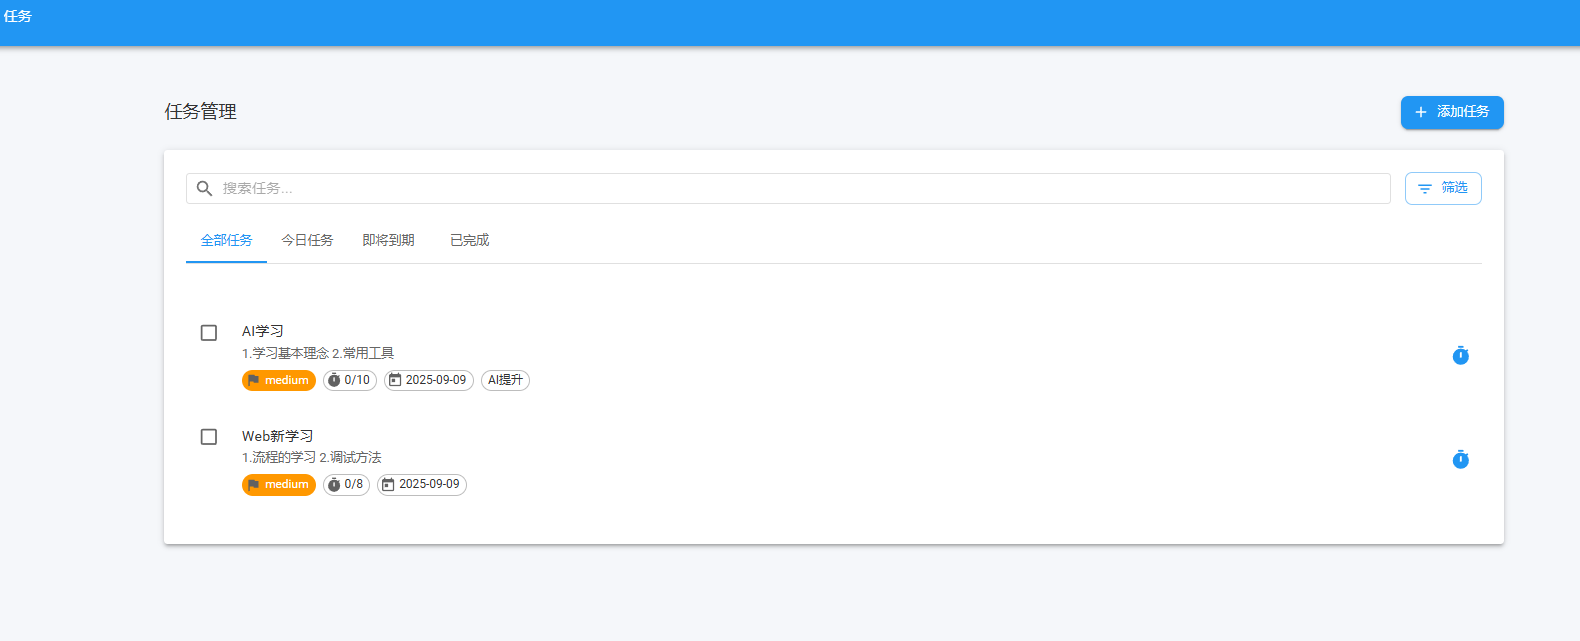 任务
任务管理
添加任务
搜索任务...
筛选
全部任务 今日任务 即将到期 已完成
AI学习
1.学习基本理念 2.常用工具
medium 0/10 2025-09-09 AI提升
Web新学习
1.流程的学习 2.调试方法
medium 0/8 2025-09-09